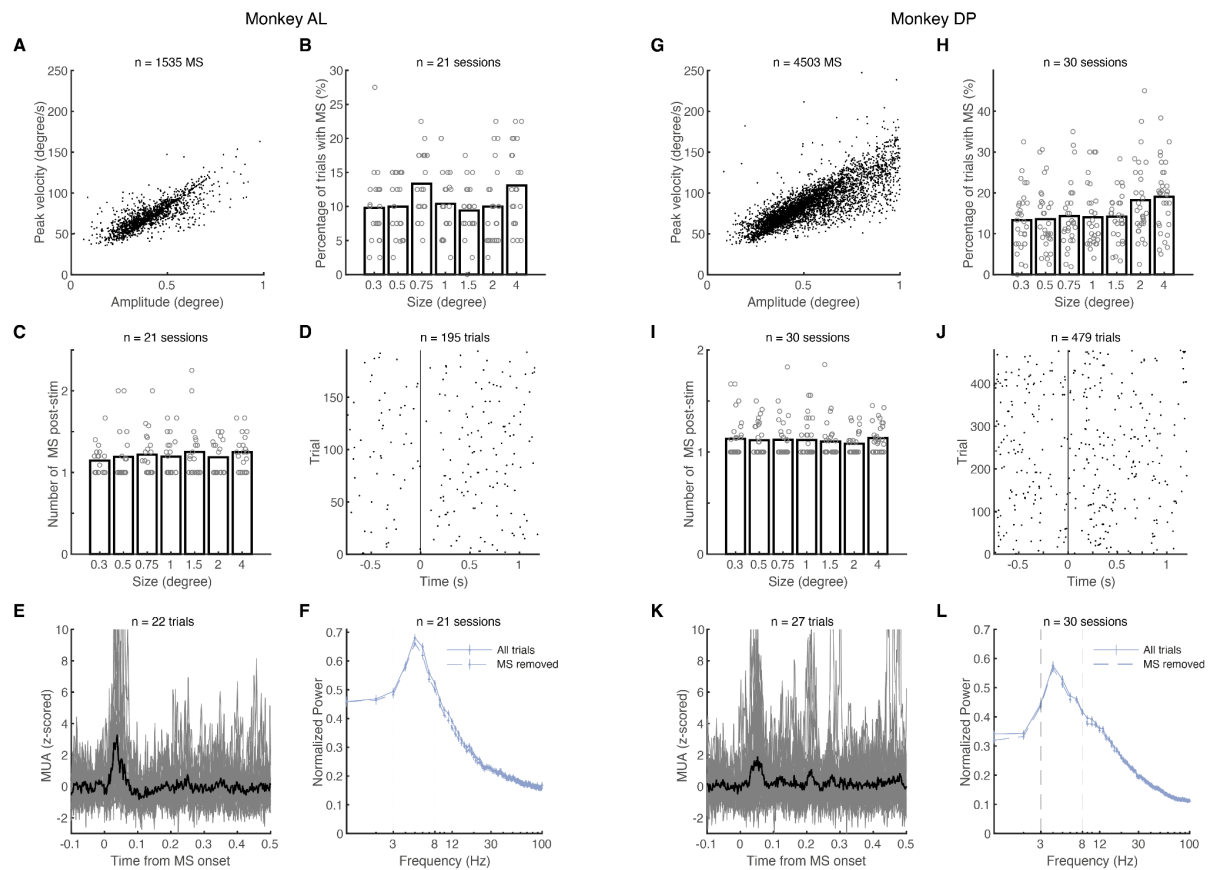 Monkey AL
Monkey DP
A
n = 1535 MS
Peak velocity (degree/s)
250
200
150
100
50
0
0
0.5
1
Amplitude (degree)
B
n = 21 sessions
Percentage of trials with MS (%)
30
25
20
15
10
5
0
0.3 0.5 0.75 1 1.5 2 4
Size (degree)
G
n = 4503 MS
Peak velocity (degree/s)
250
200
150
100
50
0
0
0.5
1
Amplitude (degree)
H
n = 30 sessions
Percentage of trials with MS (%)
40
30
20
10
0
0.3 0.5 0.75 1 1.5 2 4
Size (degree)
C
n = 21 sessions
Number of MS post-stim
2
1
0
0.3 0.5 0.75 1 1.5 2 4
Size (degree)
D
n = 195 trials
Trial
150
100
50
0
-0.5 0 0.5 1
Time (s)
I
n = 30 sessions
Number of MS post-stim
2
1
0
0.3 0.5 0.75 1 1.5 2 4
Size (degree)
J
n = 479 trials
Trial
400
300
200
100
0
-0.5 0 0.5 1
Time (s)
E
n = 22 trials
MUA (z-scored)
10
8
6
4
2
0
-2
-0.1 0 0.1 0.2 0.3 0.4 0.5
Time from MS onset
F
n = 21 sessions
Normalized Power
0.7
0.6
0.5
0.4
0.3
0.2
0.1
0
All trials
MS removed
3 8 12 30 100
Frequency (Hz)
K
n = 27 trials
MUA (z-scored)
10
8
6
4
2
0
-2
-0.1 0 0.1 0.2 0.3 0.4 0.5
Time from MS onset
L
n = 30 sessions
Normalized Power
0.7
0.6
0.5
0.4
0.3
0.2
0.1
0
All trials
MS removed
3 8 12 30 100
Frequency (Hz)